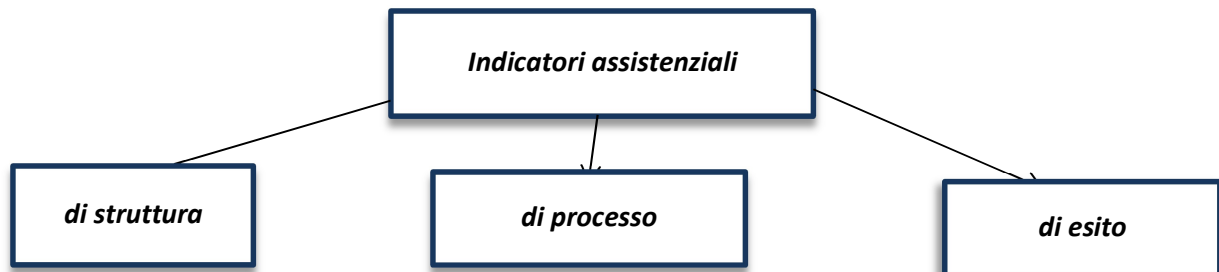 Indicatori assistenziali
di struttura
di processo
di esito